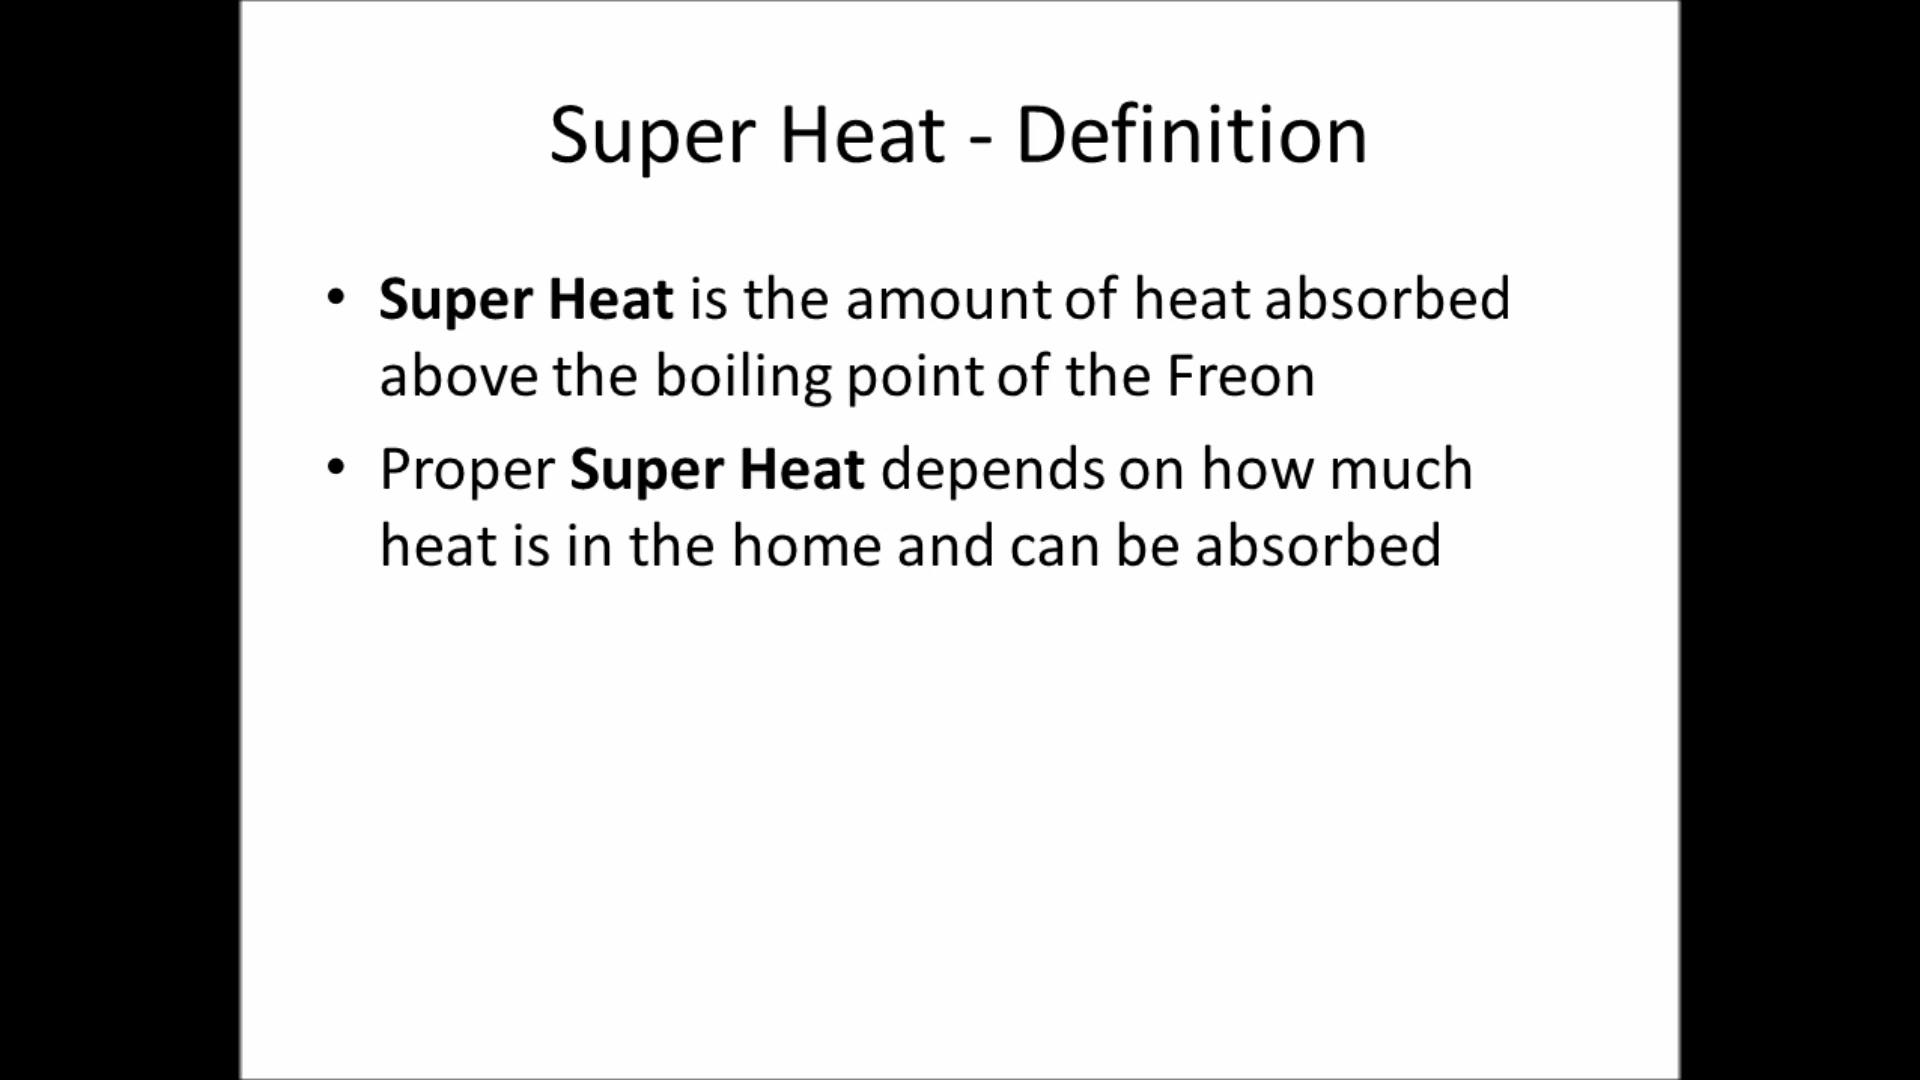 Super Heat - Definition
• Super Heat is the amount of heat absorbed
above the boiling point of the Freon
• Proper Super Heat depends on how much
heat is in the home and can be absorbed